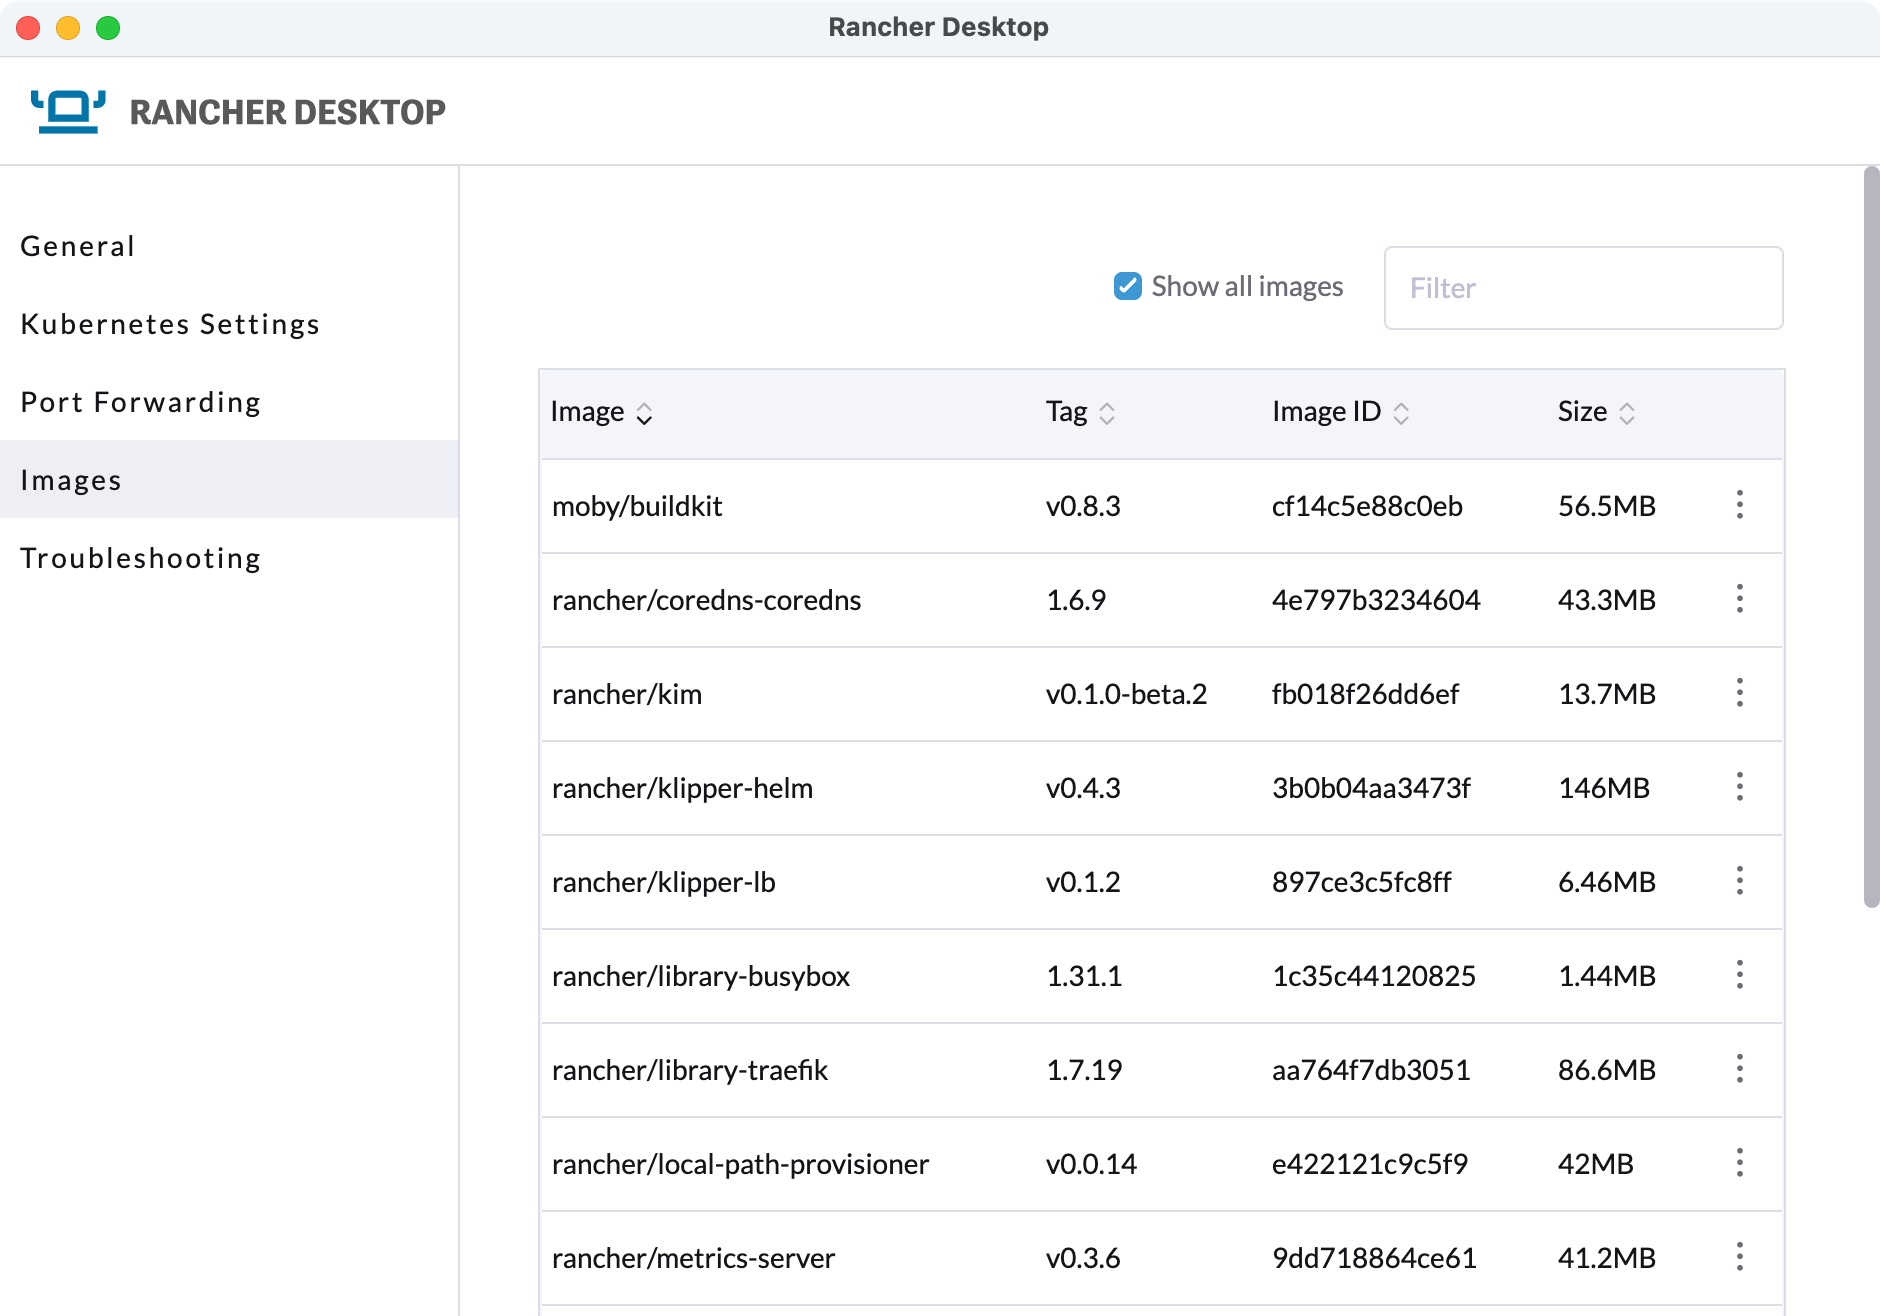 Rancher Desktop
RANCHER DESKTOP
General
Kubernetes Settings
Port Forwarding
Images
Troubleshooting
Show all images
Filter
Image Tag Image ID Size
moby/buildkit v0.8.3 cf14c5e88c0eb 56.5MB
rancher/coredns-coredns 1.6.9 4e797b3234604 43.3MB
rancher/kim v0.1.0-beta.2 fb018f26dd6ef 13.7MB
rancher/klipper-helm v0.4.3 3b0b04aa3473f 146MB
rancher/klipper-lb v0.1.2 897ce3c5fc8ff 6.46MB
rancher/library-busybox 1.31.1 1c35c44120825 1.44MB
rancher/library-traefik 1.7.19 aa764f7db3051 86.6MB
rancher/local-path-provisioner v0.0.14 e422121c9c5f9 42MB
rancher/metrics-server v0.3.6 9dd718864ce61 41.2MB